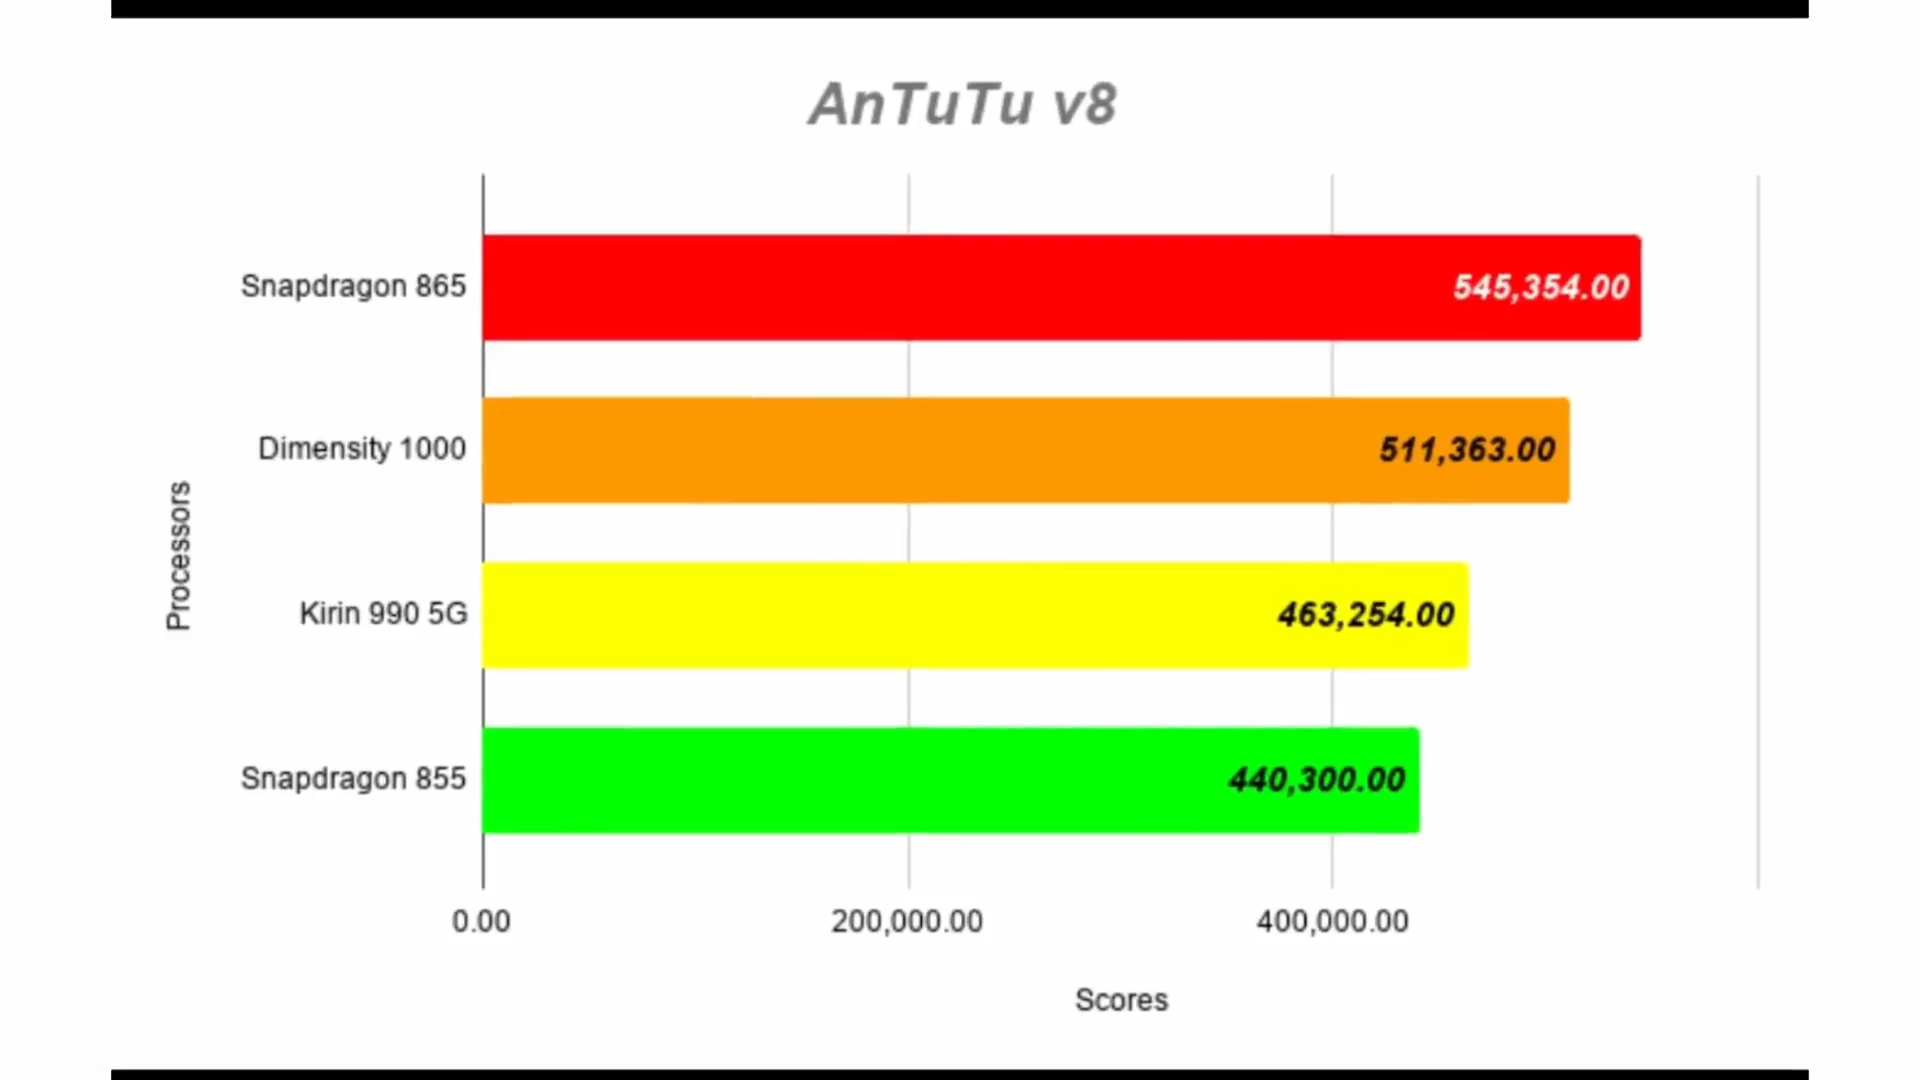 AnTuTu v8
Snapdragon 865
545,354.00
Dimensity 1000
511,363.00
Processors
Kirin 990 5G
463,254.00
Snapdragon 855
440,300.00
0.00
200,000.00
400,000.00
Scores